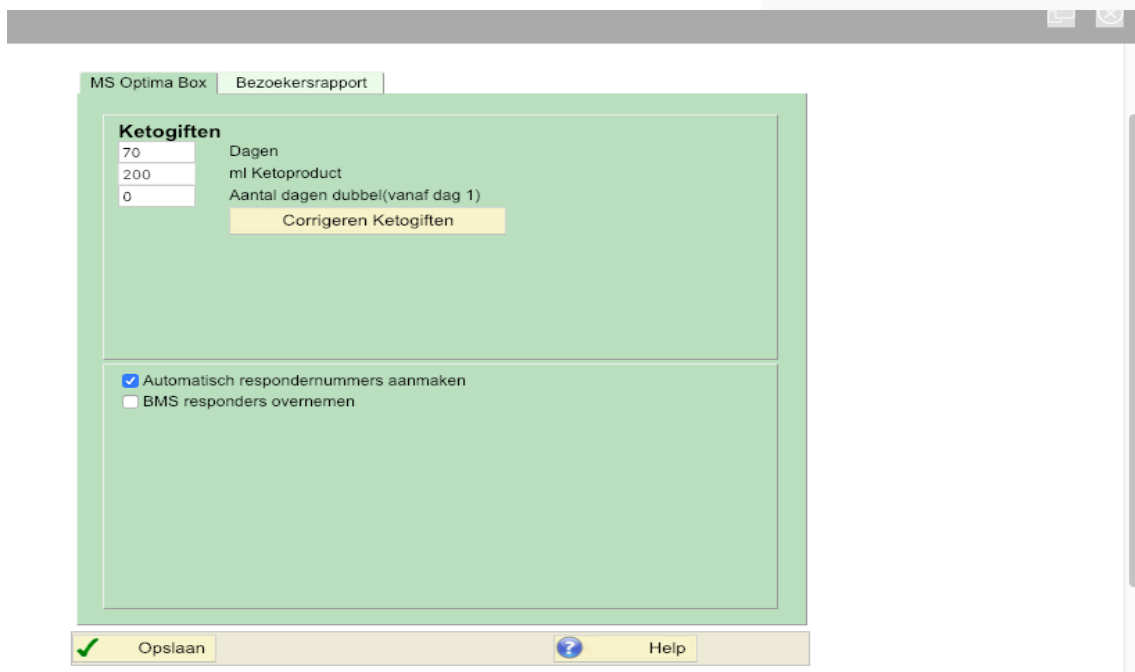 MS Optima Box Bezoekersrapport
Ketogiften
70 Dagen
200 ml Ketoproduct
0 Aantal dagen dubbel(vanaf dag 1)
Corrigeren Ketogiften
Automatisch respondernummers aanmaken
BMS responders overnemen
Opslaan Help